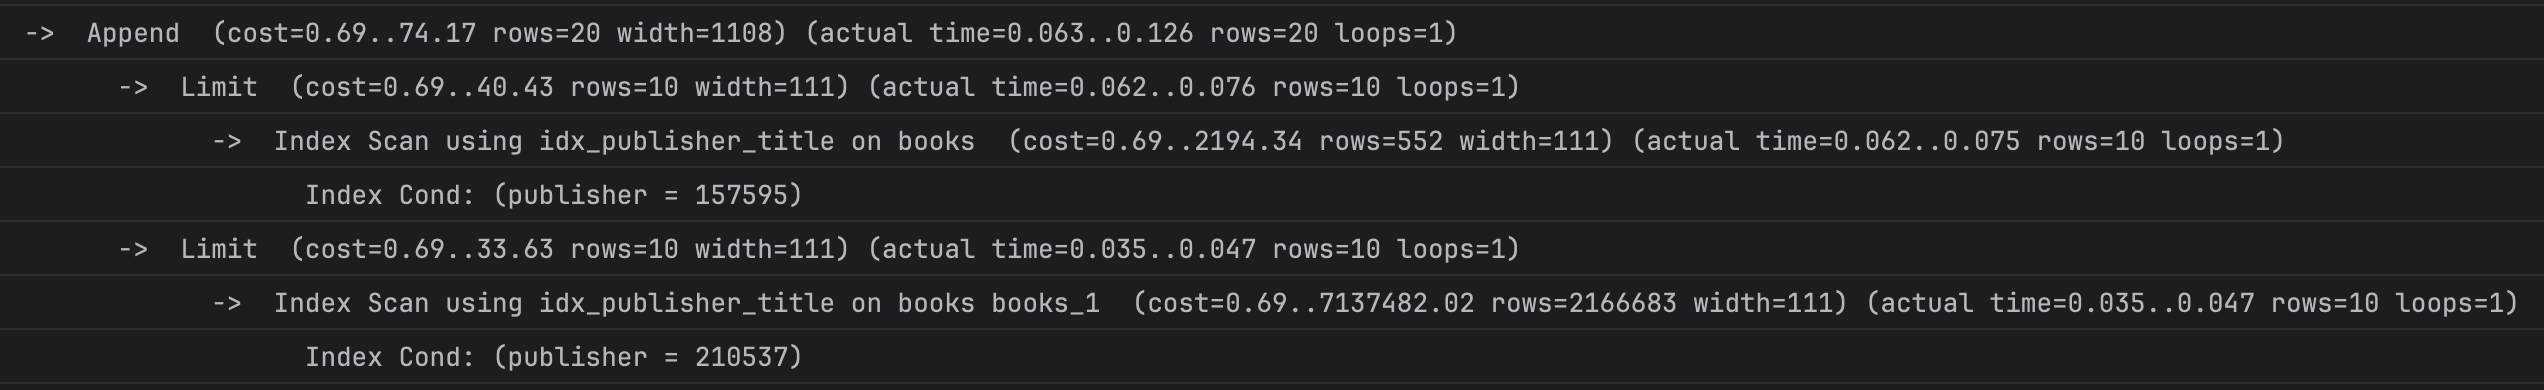 ->  Append  (cost=0.69..74.17 rows=20 width=1108) (actual time=0.063..0.126 rows=20 loops=1)
->  Limit  (cost=0.69..40.43 rows=10 width=111) (actual time=0.062..0.076 rows=10 loops=1)
->  Index Scan using idx_publisher_title on books  (cost=0.69..2194.34 rows=552 width=111) (actual time=0.062..0.075 rows=10 loops=1)
Index Cond: (publisher = 157595)
->  Limit  (cost=0.69..33.63 rows=10 width=111) (actual time=0.035..0.047 rows=10 loops=1)
->  Index Scan using idx_publisher_title on books books_1  (cost=0.69..7137482.02 rows=2166683 width=111) (actual time=0.035..0.047 rows=10 loops=1)
Index Cond: (publisher = 210537)